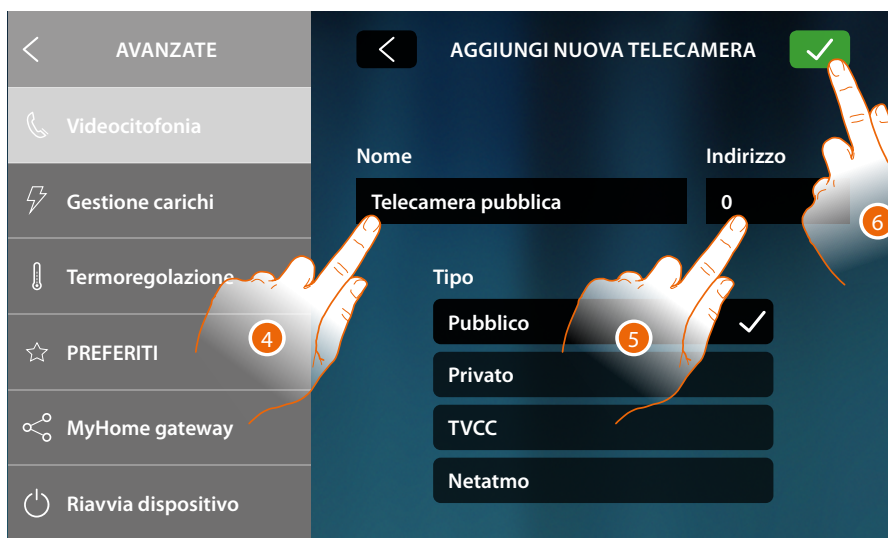 AVANZATE
Videocitofonia
Gestione carichi
Termoregolazione
PREFERITI
MyHome gateway
Riavvia dispositivo
AGGIUNGI NUOVA TELECAMERA
Nome
Indirizzo
Telecamera pubblica
0
Tipo
Pubblico
Privato
TVCC
Netatmo
4
5
6